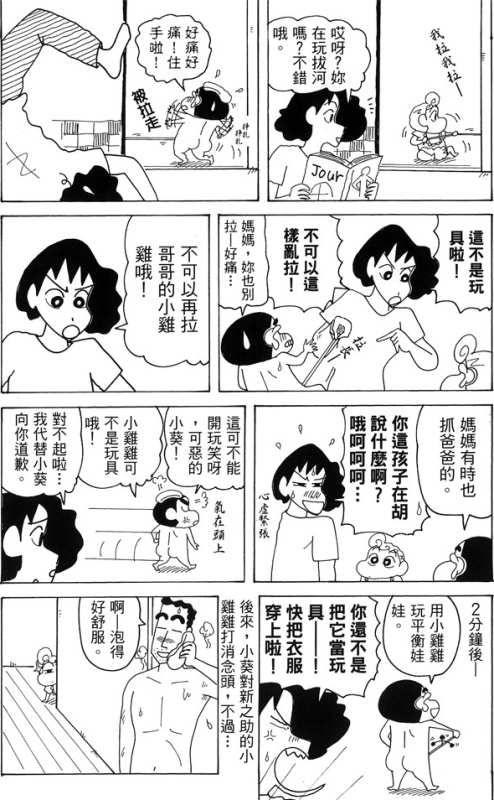 我拉我拉—
哎呀?妳
在玩拔河
嗎?不錯
哦。
Jour
好痛好
痛!住
手啦!
被拉走
掙扎
掙扎
這不是玩
具啦!
不可以這
樣亂拉!
拉長
媽媽,妳也別
拉—好痛…
不可以再拉
哥哥的小雞
雞哦!
媽媽有時也
抓爸爸的。
你這孩子在胡
說什麼啊?
哦呵呵呵…
心虛緊張
這可不能
開玩笑呀
,可惡的
小葵!
氣在頭上
小雞雞可
不是玩具
哦!
對不起啦…
我代替小葵
向你道歉。
2分鐘後—
用小雞雞
玩平衡娃
娃。
你還不是
把它當玩
具——!
快把衣服
穿上啦!
後來,小葵對新之助的小
雞雞打消念頭,不過…
啊—泡得
好舒服。